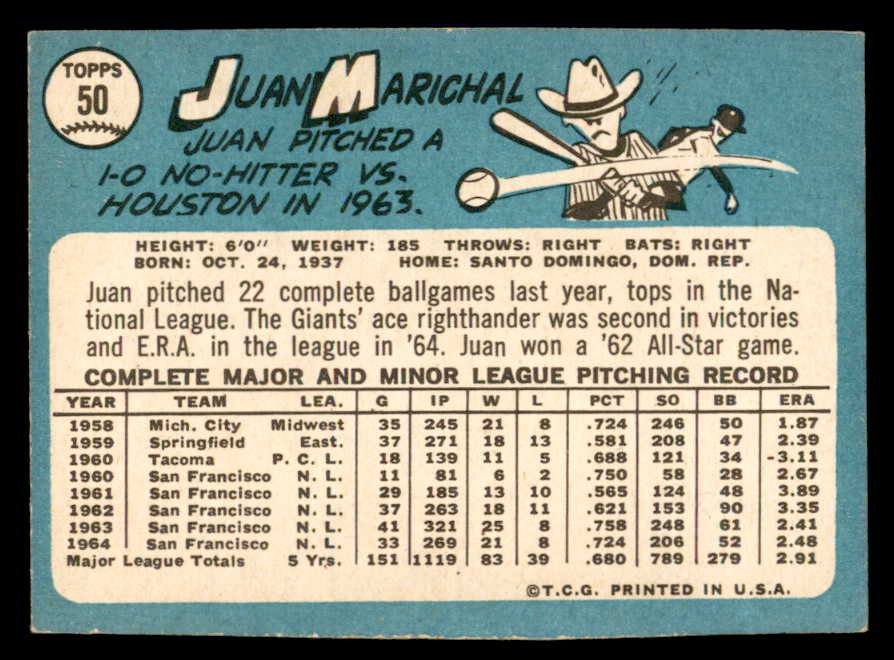 TOPPS
50
JUAN MARICHAL
JUAN PITCHED A
1-0 NO-HITTER VS.
HOUSTON IN 1963.
HEIGHT: 6'0" WEIGHT: 185 THROWS: RIGHT BATS: RIGHT
BORN: OCT. 24, 1937 HOME: SANTO DOMINGO, DOM. REP.
Juan pitched 22 complete ballgames last year, tops in the Na-
tional League. The Giants' ace righthander was second in victories
and E.R.A. in the league in '64. Juan won a '62 All-Star game.
COMPLETE MAJOR AND MINOR LEAGUE PITCHING RECORD
YEAR TEAM LEA. G IP W L PCT SO BB ERA
1958 Mich. City Midwest 35 245 21 8 .724 246 50 1.87
1959 Springfield East. 37 271 18 13 .581 208 47 2.39
1960 Tacoma P. C. L. 18 139 11 5 .688 121 34 -3.11
1960 San Francisco N. L. 11 81 6 2 .750 58 28 2.67
1961 San Francisco N. L. 29 185 13 10 .565 124 48 3.89
1962 San Francisco N. L. 37 263 18 11 .621 153 90 3.35
1963 San Francisco N. L. 41 321 25 8 .758 248 61 2.41
1964 San Francisco N. L. 33 269 21 8 .724 206 52 2.48
Major League Totals 5 Yrs. 151 1119 83 39 .680 789 279 2.91
©T.C.G. PRINTED IN U.S.A.